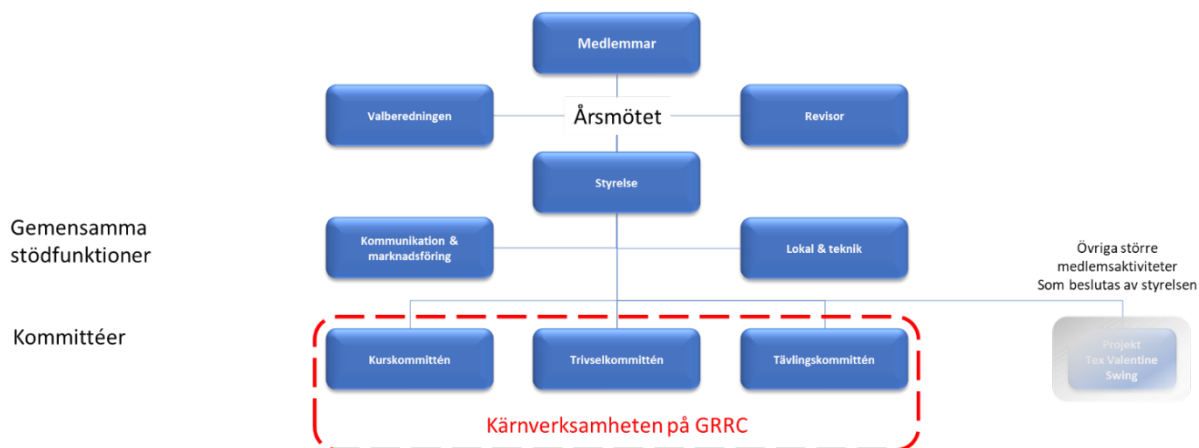 Medlemmar
Valberedningen
Årsmötet
Revisor
Styrelse
Gemensamma
stödfunktioner
Kommunikation &
marknadsföring
Lokal & teknik
Övriga större
medlemsaktiviteter
Som beslutas av styrelsen
Kommittéer
Kurskommittén
Trivselkommittén
Tävlingskommittén
Projekt
Tex Valentine
Swing
Kärnverksamheten på GRRC